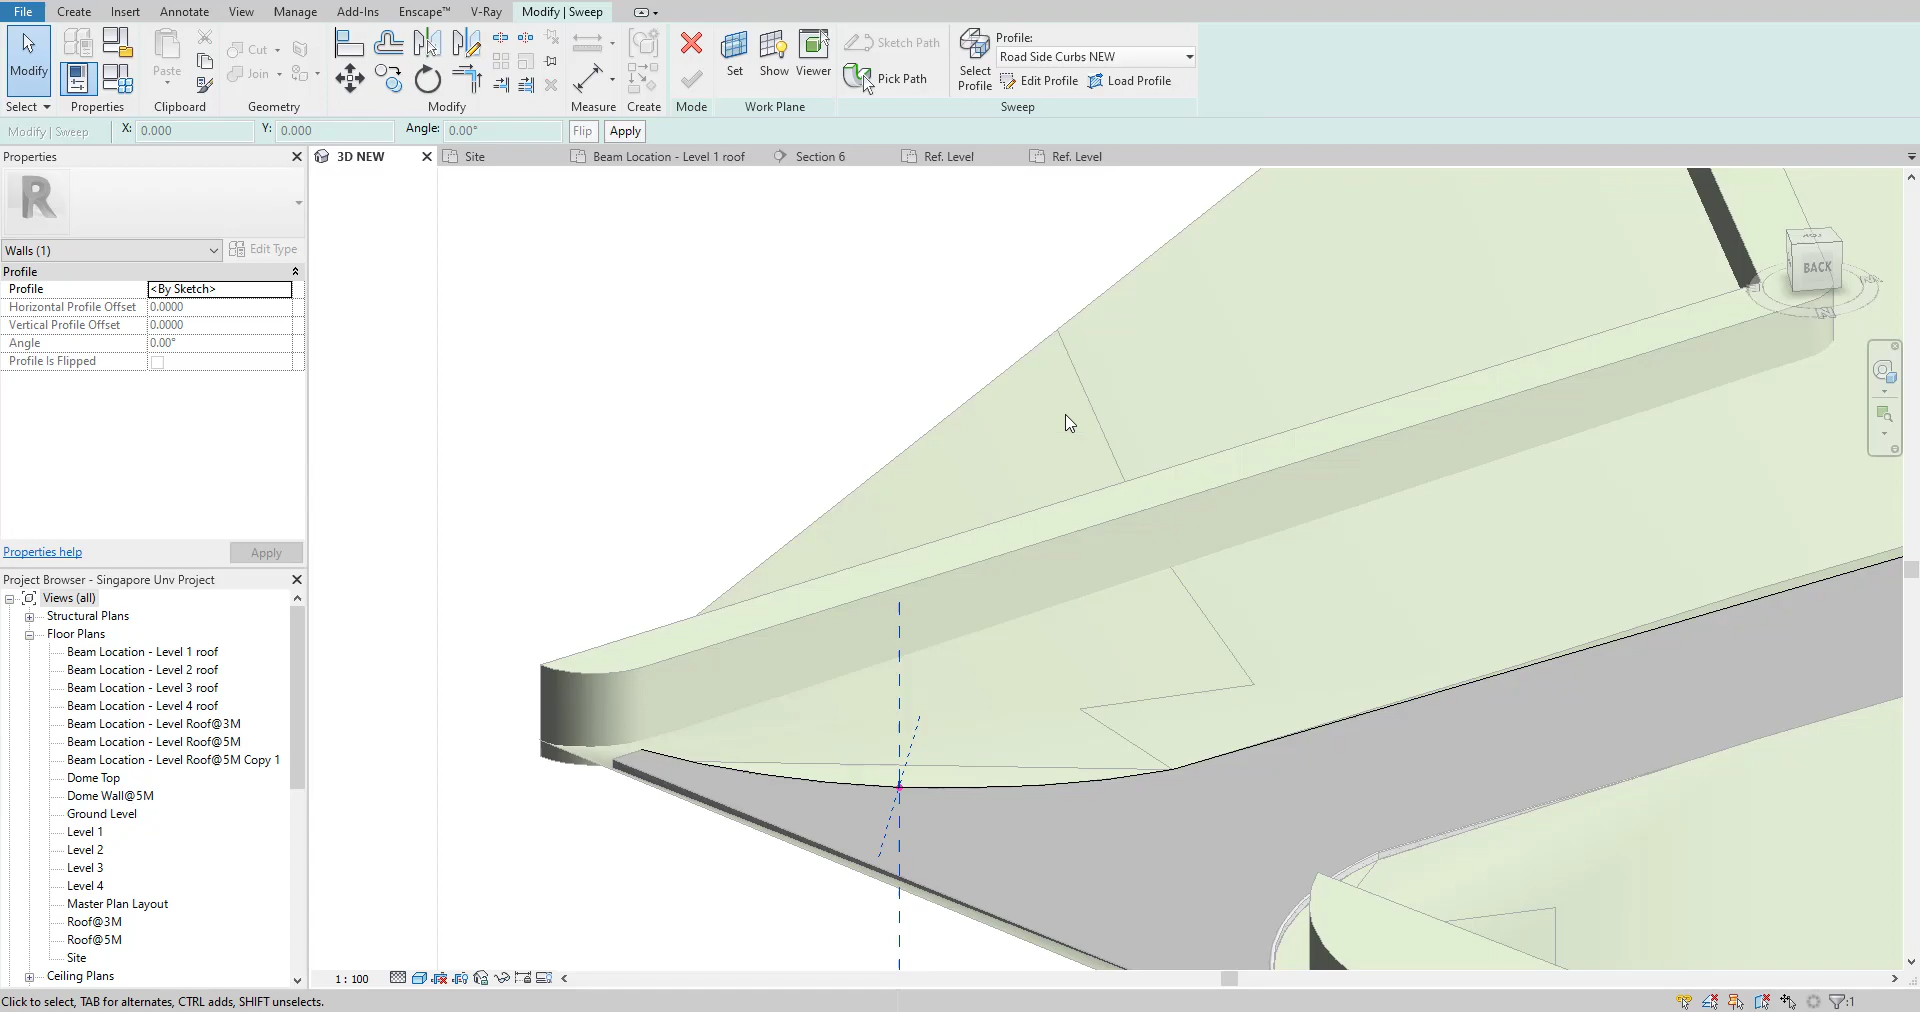 File Create Insert Annotate View Manage Add-Ins Enscape™ V-Ray Modify | Sweep
Modify
Paste
Cut
Join
Set Show Viewer
Sketch Path
Pick Path
Select Profile
Profile:
Road Side Curbs NEW
Edit Profile Load Profile
Select Properties Clipboard Geometry Modify Measure Create Mode Work Plane Sweep
Modify | Sweep X: 0.000 Y: 0.000 Angle: 0.00° Flip Apply
Properties
3D NEW Site Beam Location - Level 1 roof Section 6 Ref. Level Ref. Level
R
Walls (1) Edit Type
Profile
Profile <By Sketch>
Horizontal Profile Offset 0.0000
Vertical Profile Offset 0.0000
Angle 0.00°
Profile Is Flipped
BACK
Properties help Apply
Project Browser - Singapore Unv Project
Views (all)
Structural Plans
Floor Plans
Beam Location - Level 1 roof
Beam Location - Level 2 roof
Beam Location - Level 3 roof
Beam Location - Level 4 roof
Beam Location - Level Roof@3M
Beam Location - Level Roof@5M
Beam Location - Level Roof@5M Copy 1
Dome Top
Dome Wall@5M
Ground Level
Level 1
Level 2
Level 3
Level 4
Master Plan Layout
Roof@3M
Roof@5M
Site
Ceiling Plans
1 : 100
Click to select, TAB for alternates, CTRL adds, SHIFT unselects.
:1